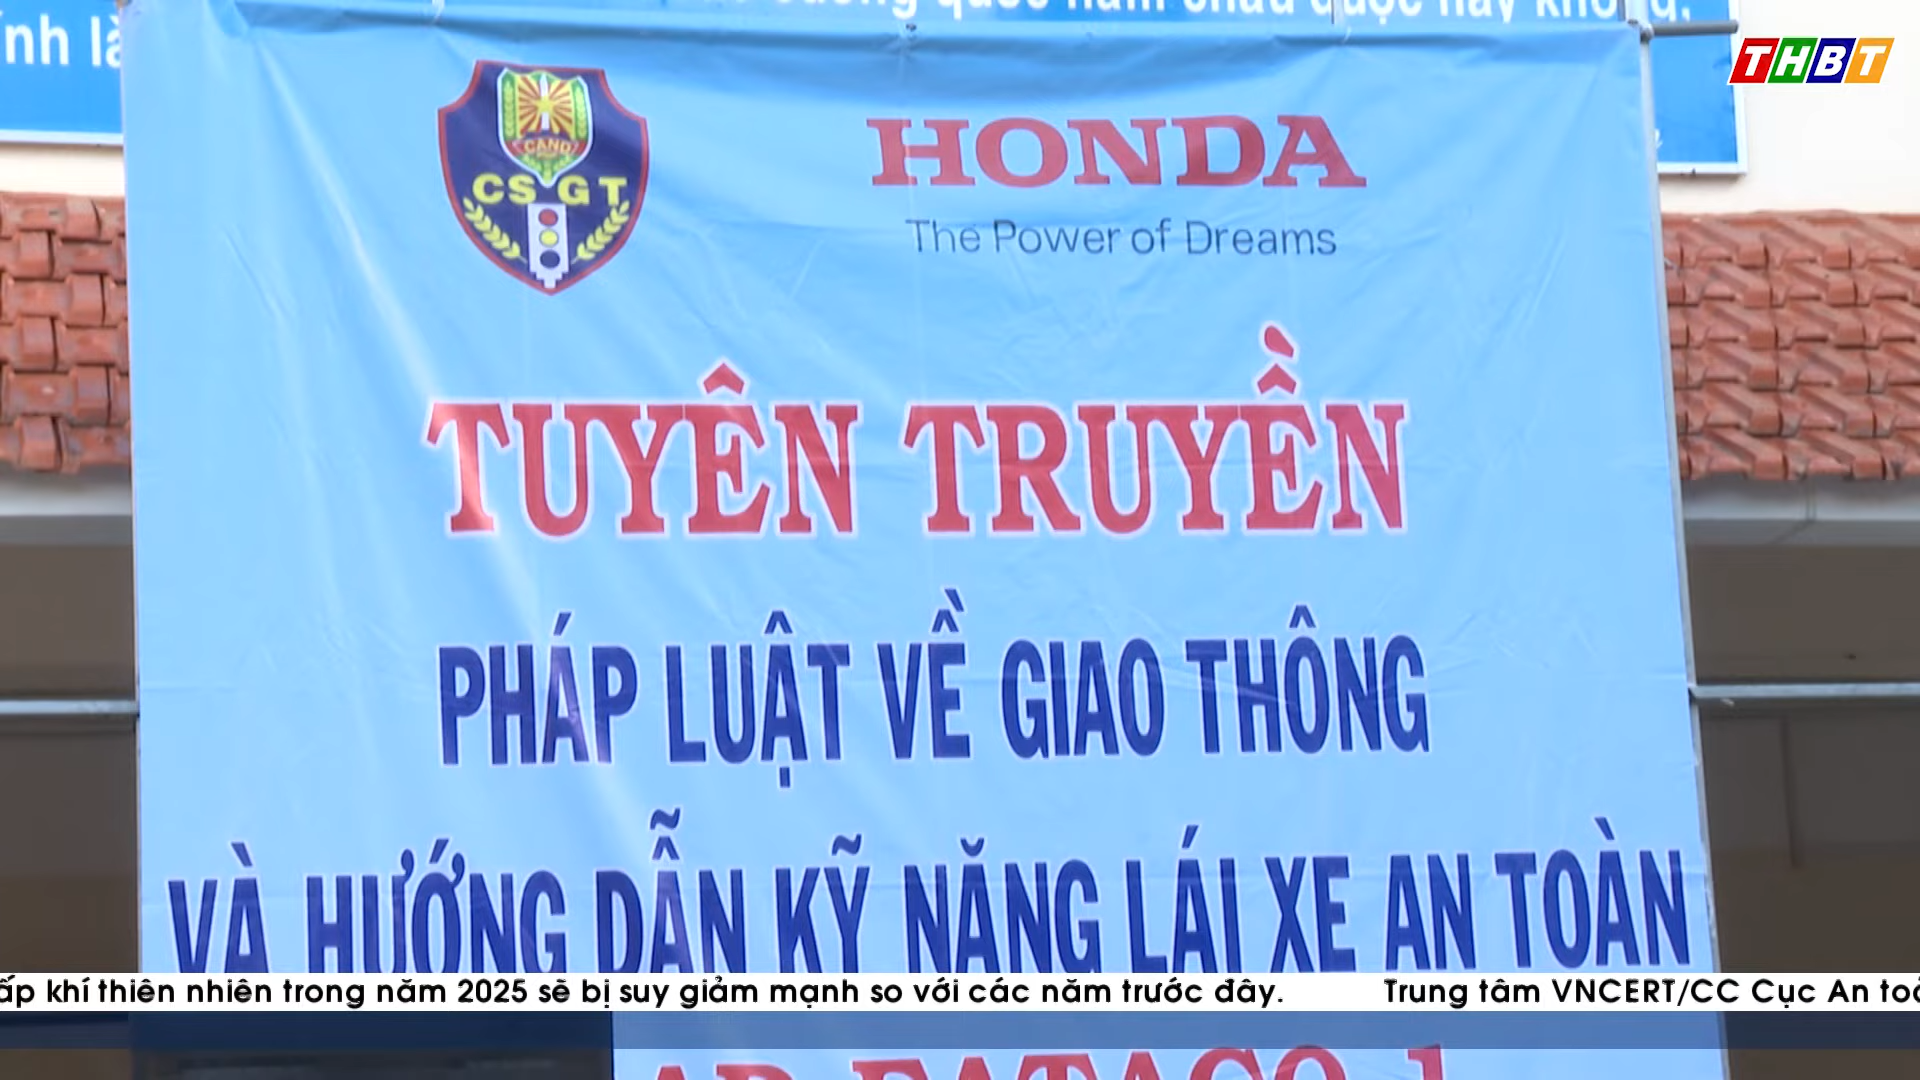 THBT
CAND
CSGT
HONDA
The Power of Dreams
TUYÊN TRUYỀN
PHÁP LUẬT VỀ GIAO THÔNG
VÀ HƯỚNG DẪN KỸ NĂNG LÁI XE AN TOÀN
khí thiên nhiên trong năm 2025 sẽ bị suy giảm mạnh so với các năm trước đây. Trung tâm VNCERT/CC Cục An